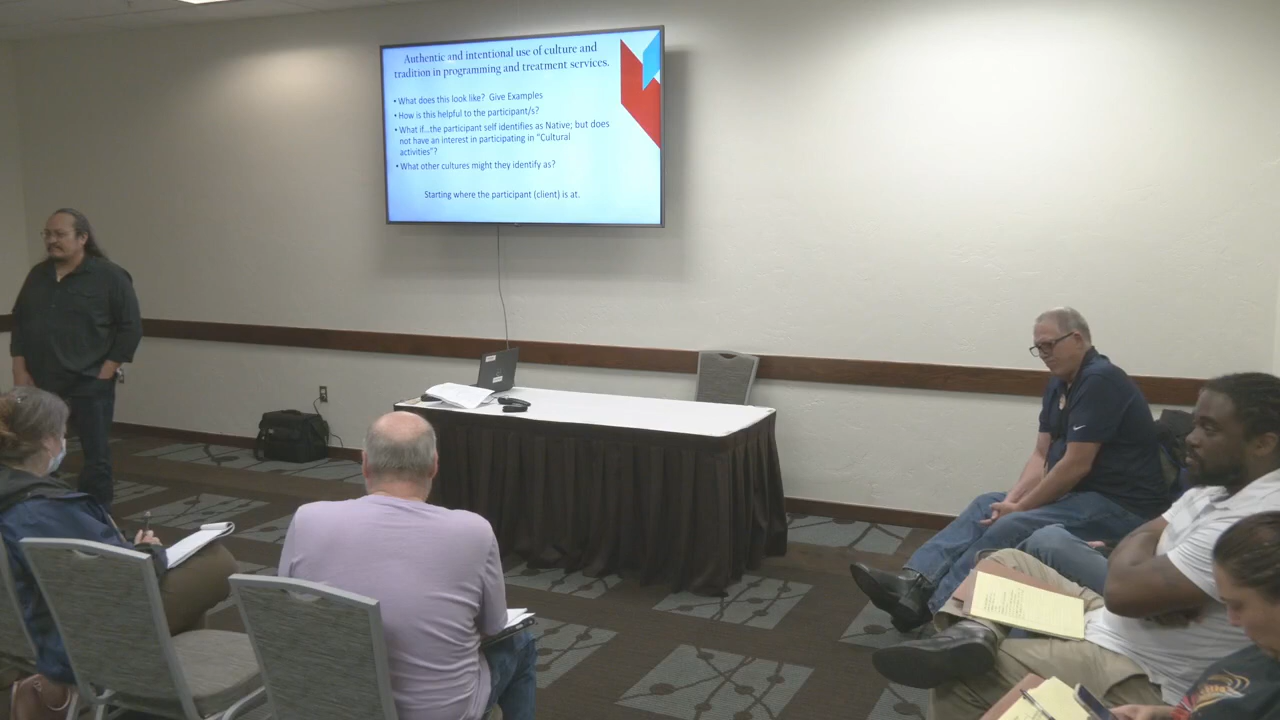 Authentic and intentional use of culture and
tradition in programming and treatment services.
• What does this look like? Give Examples
• How is this helpful to the participant/s?
• What if...the participant self identifies as Native; but does
not have an interest in participating in "Cultural
activities"?
• What other cultures might they identify as?
Starting where the participant (client) is at.